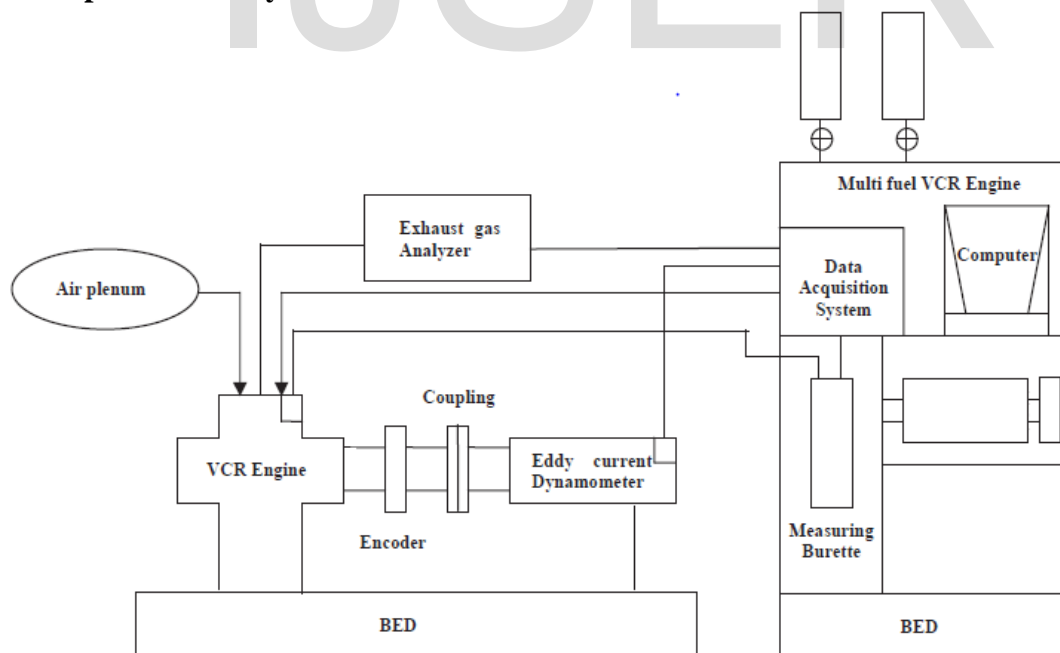 IJSER
Multi fuel VCR Engine
Exhaust gas
Analyzer
Computer
Air plenum
Data
Acquisition
System
Coupling
VCR Engine
Eddy current
Dynamometer
Encoder
Measuring
Burette
BED
BED